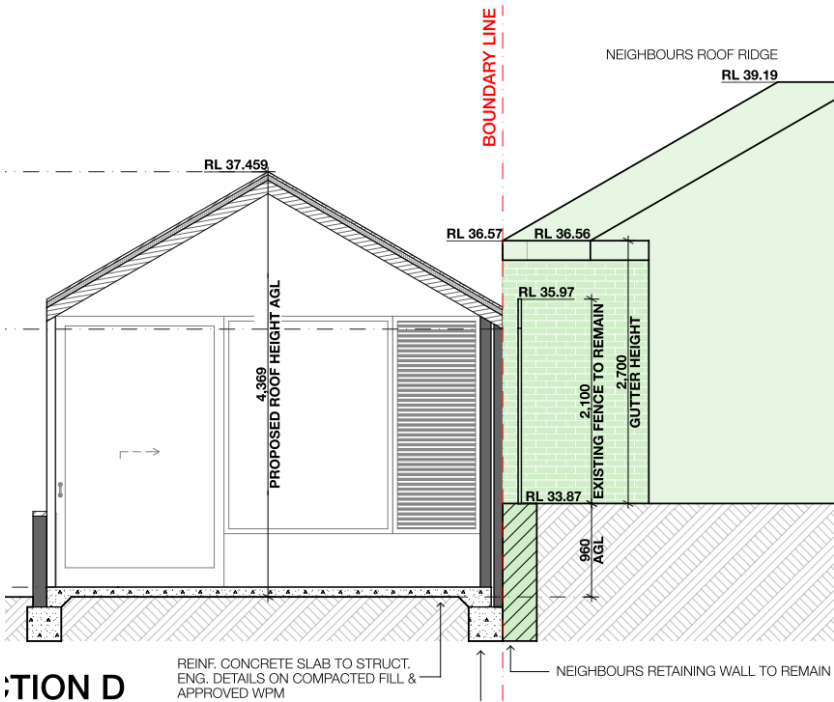 NEIGHBOURS ROOF RIDGE
RL 39.19
BOUNDARY LINE
RL 37.459
RL 36.57
RL 36.56
RL 35.97
4,369
PROPOSED ROOF HEIGHT AGL
2,100
EXISTING FENCE TO REMAIN
2,700
GUTTER HEIGHT
RL 33.87
960
AGL
REINF. CONCRETE SLAB TO STRUCT.
ENG. DETAILS ON COMPACTED FILL &
APPROVED WPM
NEIGHBOURS RETAINING WALL TO REMAIN
CTION D